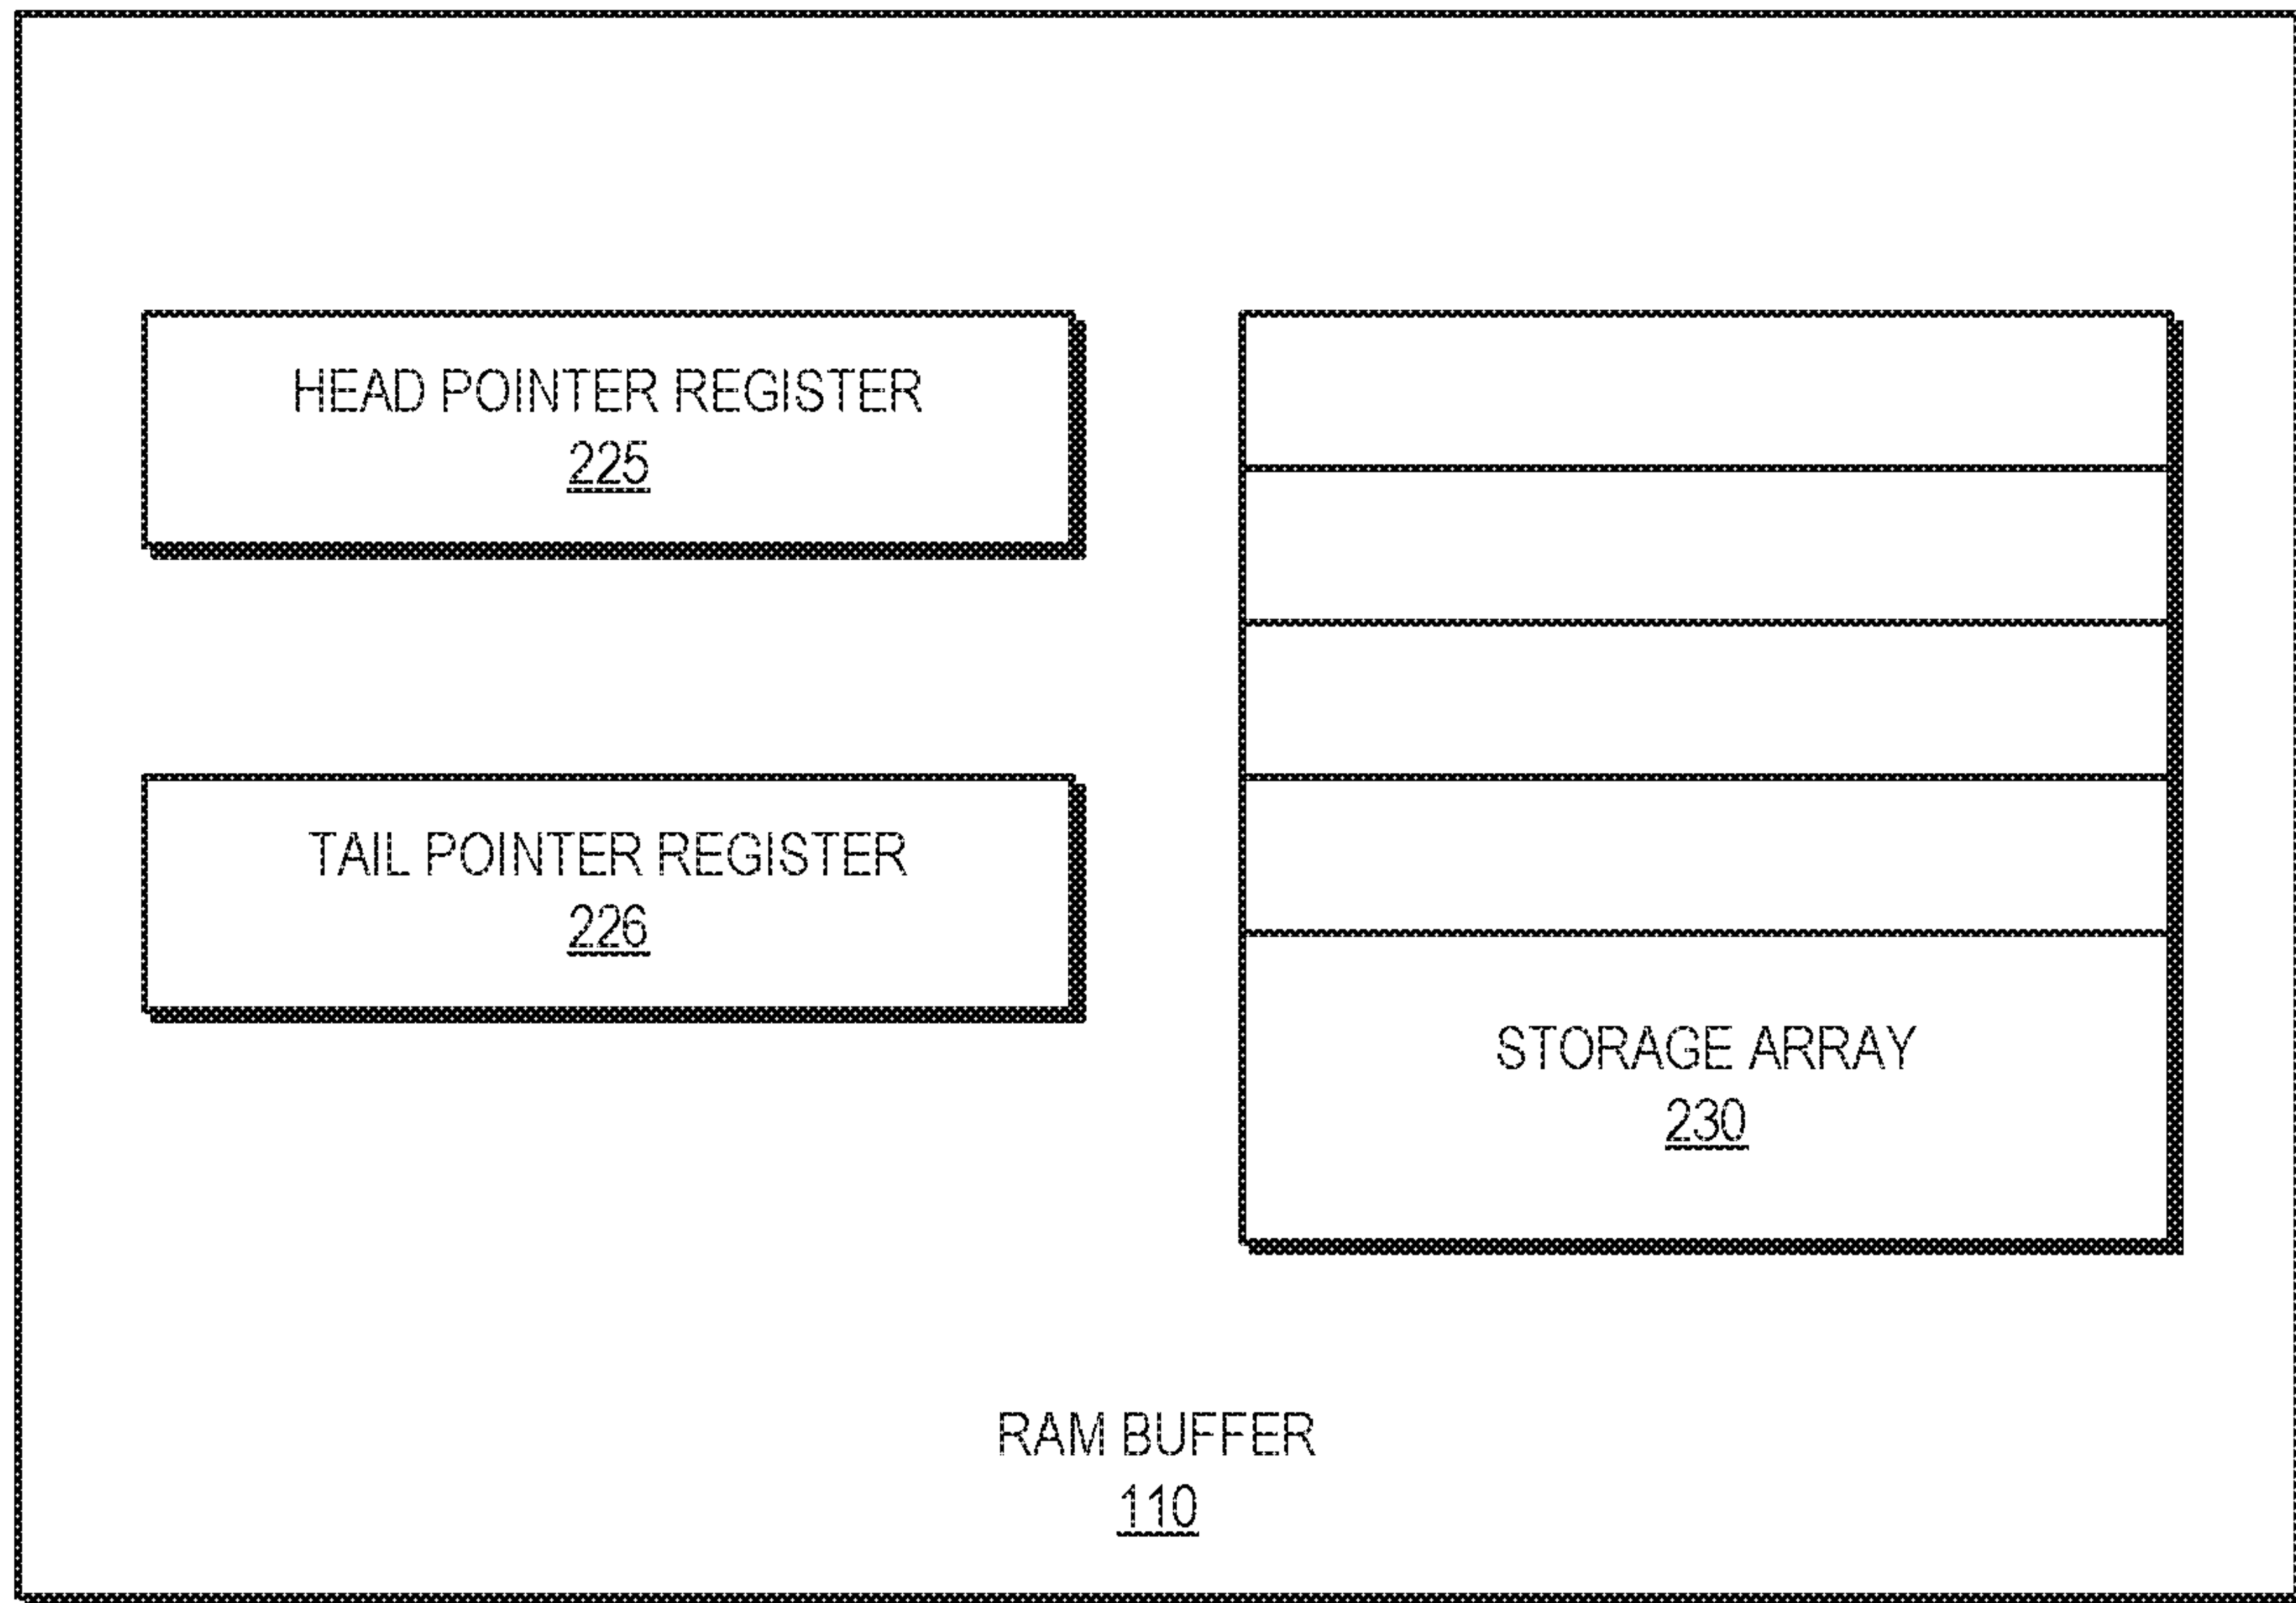 HEAD POINTER REGISTER
225
TAIL POINTER REGISTER
226
STORAGE ARRAY
230
RAM BUFFER
110